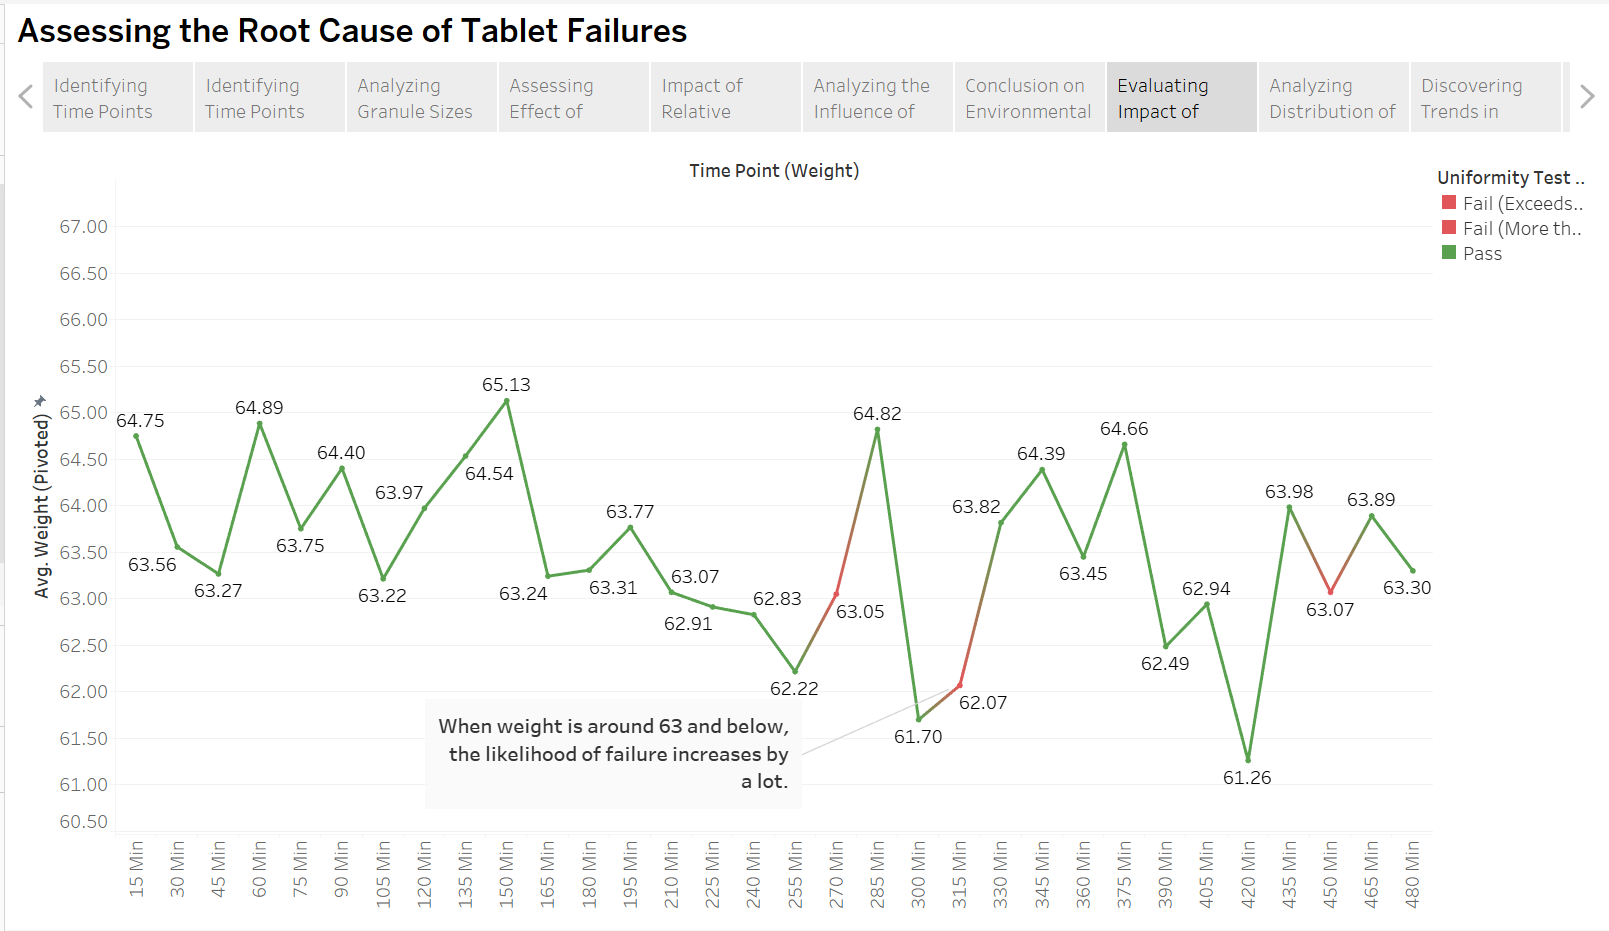 Assessing the Root Cause of Tablet Failures
Identifying
Time Points
Identifying
Time Points
Analyzing
Granule Sizes
Assessing
Effect of
Impact of
Relative
Analyzing the
Influence of
Conclusion on
Environmental
Evaluating
Impact of
Analyzing
Distribution of
Discovering
Trends in
Time Point (Weight)
Uniformity Test ..
Fail (Exceeds..
Fail (More th..
Pass
Avg. Weight (Pivoted)
67.00
66.50
66.00
65.50
65.00
64.50
64.00
63.50
63.00
62.50
62.00
61.50
61.00
60.50
64.75
63.56
63.27
64.89
63.75
64.40
63.22
63.97
64.54
65.13
63.24
63.31
63.77
63.07
62.91
62.83
62.22
63.05
64.82
61.70
62.07
63.82
64.39
63.45
64.66
62.49
62.94
61.26
63.98
63.07
63.89
63.30
When weight is around 63 and below,
the likelihood of failure increases by
a lot.
15 Min
30 Min
45 Min
60 Min
75 Min
90 Min
105 Min
120 Min
135 Min
150 Min
165 Min
180 Min
195 Min
210 Min
225 Min
240 Min
255 Min
270 Min
285 Min
300 Min
315 Min
330 Min
345 Min
360 Min
375 Min
390 Min
405 Min
420 Min
435 Min
450 Min
465 Min
480 Min